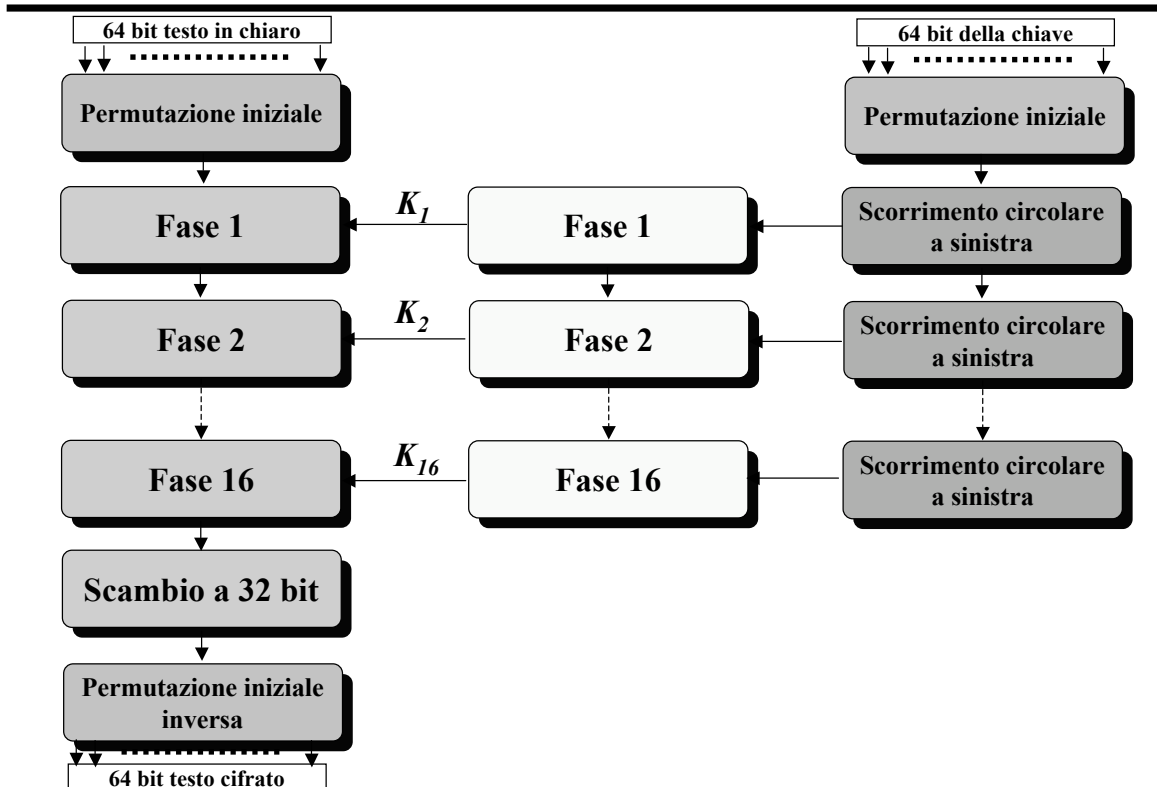 64 bit testo in chiaro
64 bit della chiave
Permutazione iniziale
Permutazione iniziale
Fase 1
K1
Fase 1
Scorrimento circolare
a sinistra
Fase 2
K2
Fase 2
Scorrimento circolare
a sinistra
Fase 16
K16
Fase 16
Scorrimento circolare
a sinistra
Scambio a 32 bit
Permutazione iniziale
inversa
64 bit testo cifrato